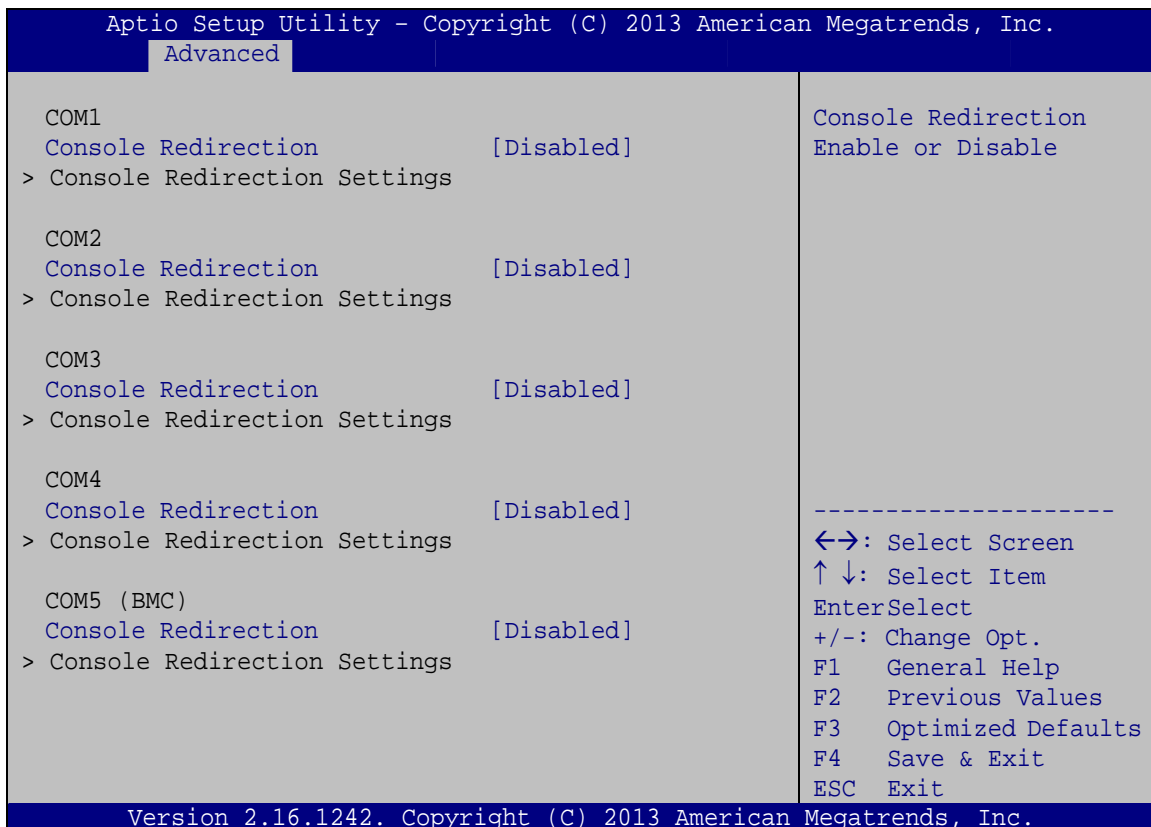 Aptio Setup Utility – Copyright (C) 2013 American Megatrends, Inc.
Advanced
COM1
Console Redirection [Disabled]
> Console Redirection Settings
COM2
Console Redirection [Disabled]
> Console Redirection Settings
COM3
Console Redirection [Disabled]
> Console Redirection Settings
COM4
Console Redirection [Disabled]
> Console Redirection Settings
COM5 (BMC)
Console Redirection [Disabled]
> Console Redirection Settings
Console Redirection
Enable or Disable
---------------------
←→: Select Screen
↑ ↓: Select Item
EnterSelect
+/-: Change Opt.
F1 General Help
F2 Previous Values
F3 Optimized Defaults
F4 Save & Exit
ESC Exit
Version 2.16.1242. Copyright (C) 2013 American Megatrends, Inc.